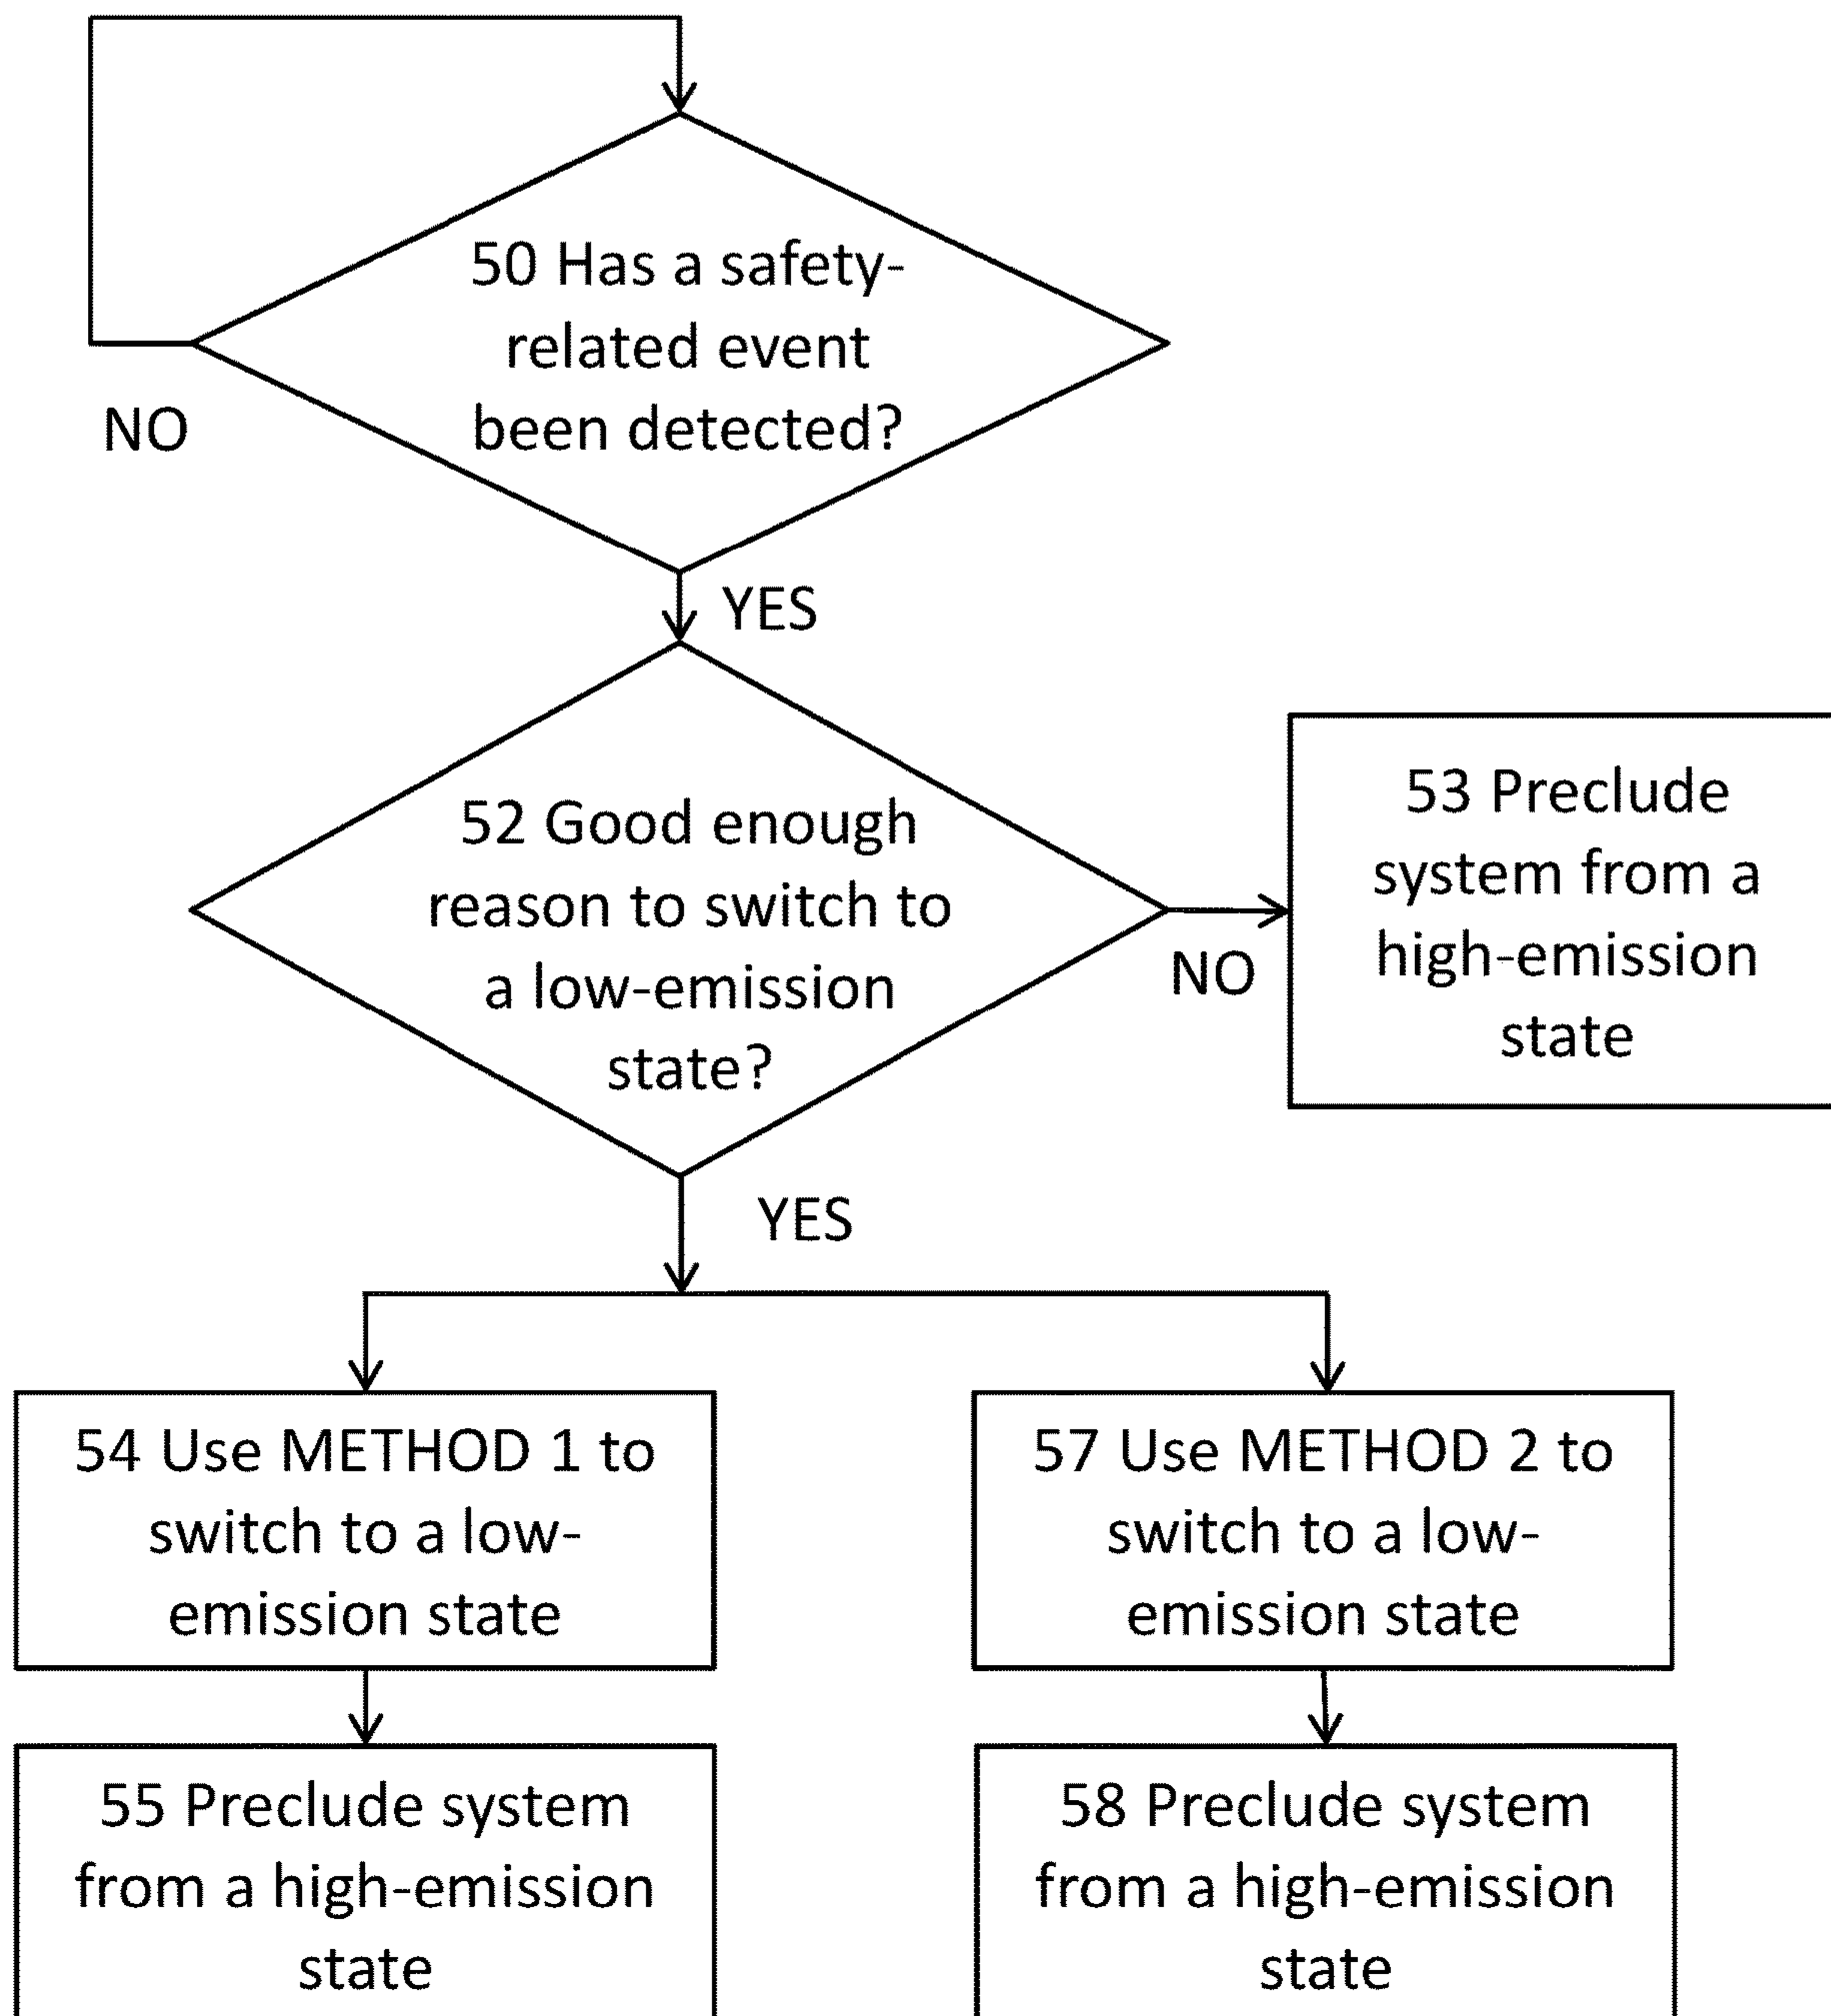 50 Has a safety-
related event
been detected?
NO
YES
52 Good enough
reason to switch to
a low-emission
state?
NO
53 Preclude
system from a
high-emission
state
YES
54 Use METHOD 1 to
switch to a low-
emission state
57 Use METHOD 2 to
switch to a low-
emission state
55 Preclude system
from a high-emission
state
58 Preclude system
from a high-emission
state